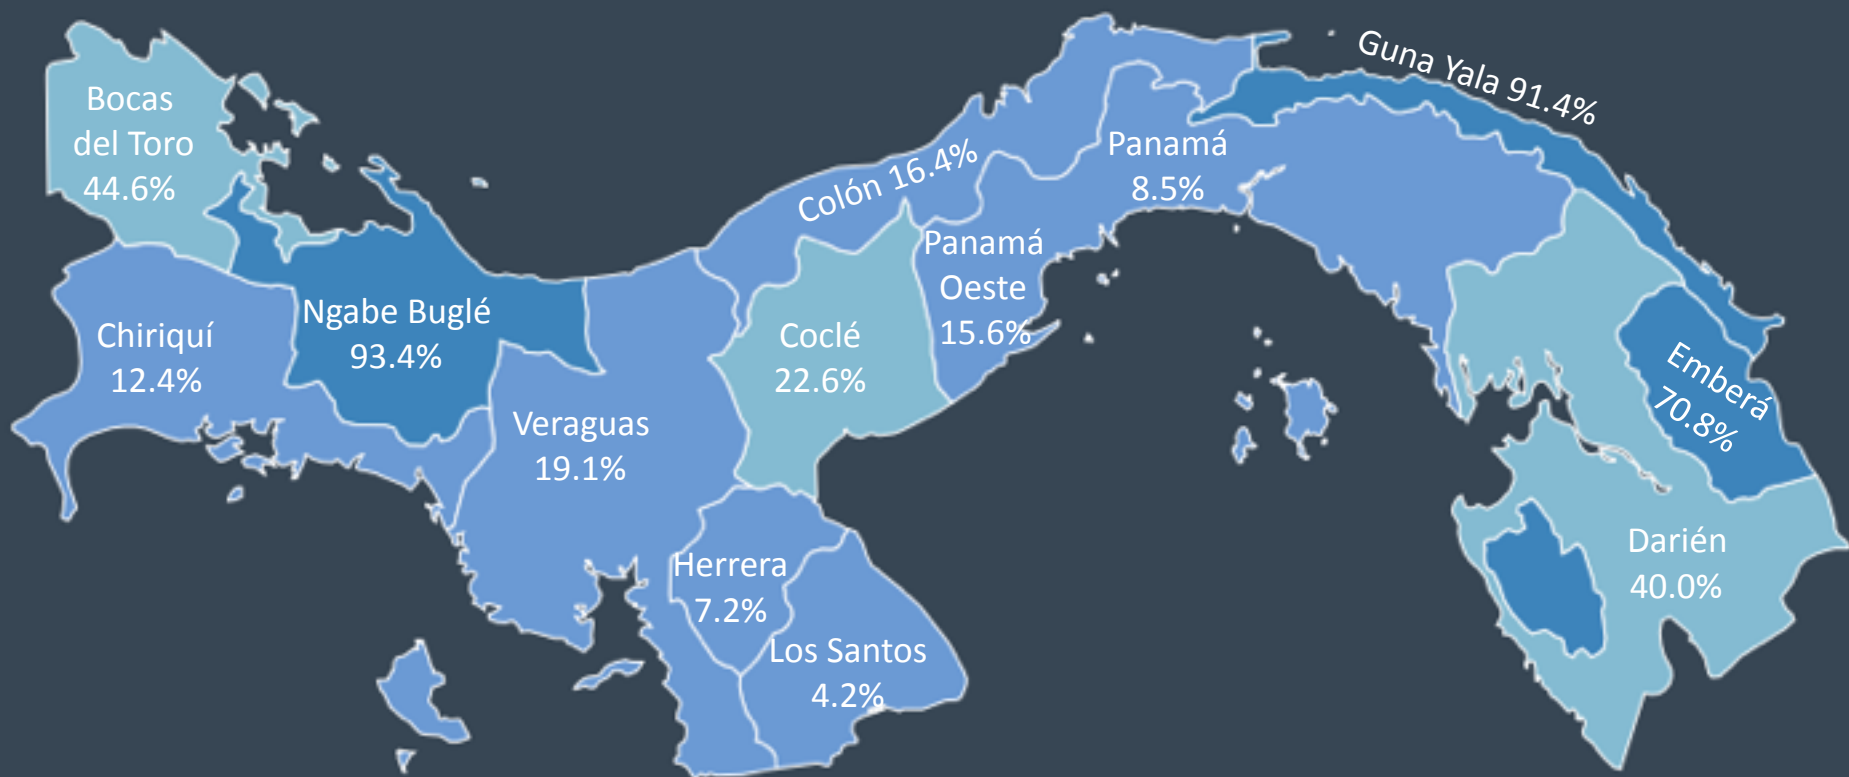 Bocas
del Toro
44.6%
Guna Yala 91.4%
Panamá
8.5%
Colón 16.4%
Panamá
Oeste
15.6%
Ngabe Buglé
93.4%
Chiriquí
12.4%
Coclé
22.6%
Emberá
70.8%
Veraguas
19.1%
Darién
40.0%
Herrera
7.2%
Los Santos
4.2%